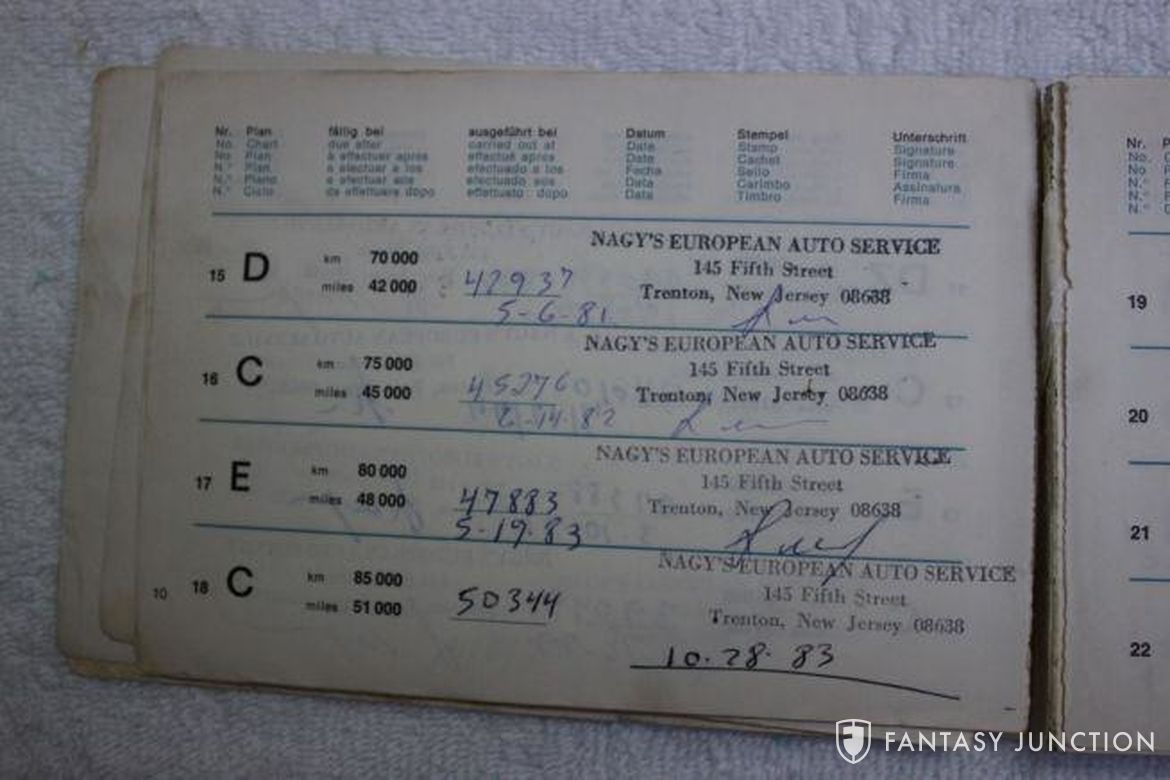 Nr. Plan fällig bei ausgeführt bei Datum Stempel Unterschrift
No. Chart due after carried out at Date Stamp Signature
No Plan à effectuer après effectué après Date Cachet Signature
N.° Plan a efectuar a los efectuado a los Fecha Sello Firma
N.° Plano a efectuar aos efectuado aos Data Carimbo Assinatura
N.° Ciclo da effettuare dopo effettuato dopo Data Timbro Firma
NAGY'S EUROPEAN AUTO SERVICE
15 D km 70 000 145 Fifth Street
miles 42 000 42937 Trenton, New Jersey 08638
5-6-81
NAGY'S EUROPEAN AUTO SERVICE
16 C km 75 000 145 Fifth Street
miles 45 000 45276 Trenton, New Jersey 08638
14-82
NAGY'S EUROPEAN AUTO SERVICE
17 E km 80 000 145 Fifth Street
miles 48 000 47883 Trenton, New Jersey 08638
5-19-83
NAGY'S EUROPEAN AUTO SERVICE
10 18 C km 85 000 145 Fifth Street
miles 51 000 50344 Trenton, New Jersey 08638
10-28-83
Nr.
No.
No
N.°
N.°
N.°
19
20
21
22
FANTASY JUNCTION